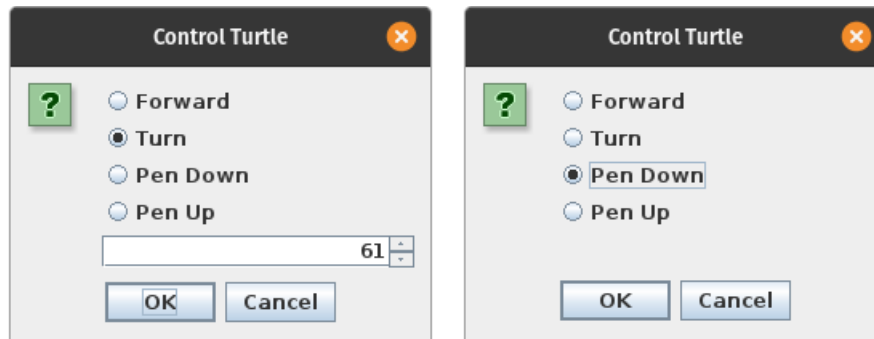 Control Turtle
?
Forward
Turn
Pen Down
Pen Up
61
OK Cancel
Control Turtle
?
Forward
Turn
Pen Down
Pen Up
OK Cancel